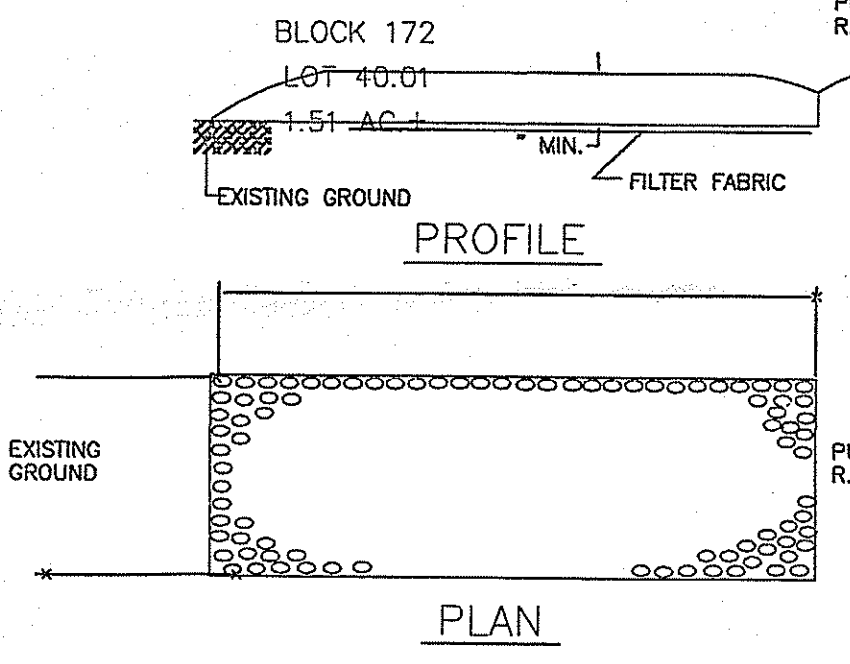 BLOCK 172
LOT 40.01
1.51 AC ±
" MIN.
FILTER FABRIC
EXISTING GROUND
PROFILE
EXISTING
GROUND
R.
PLAN